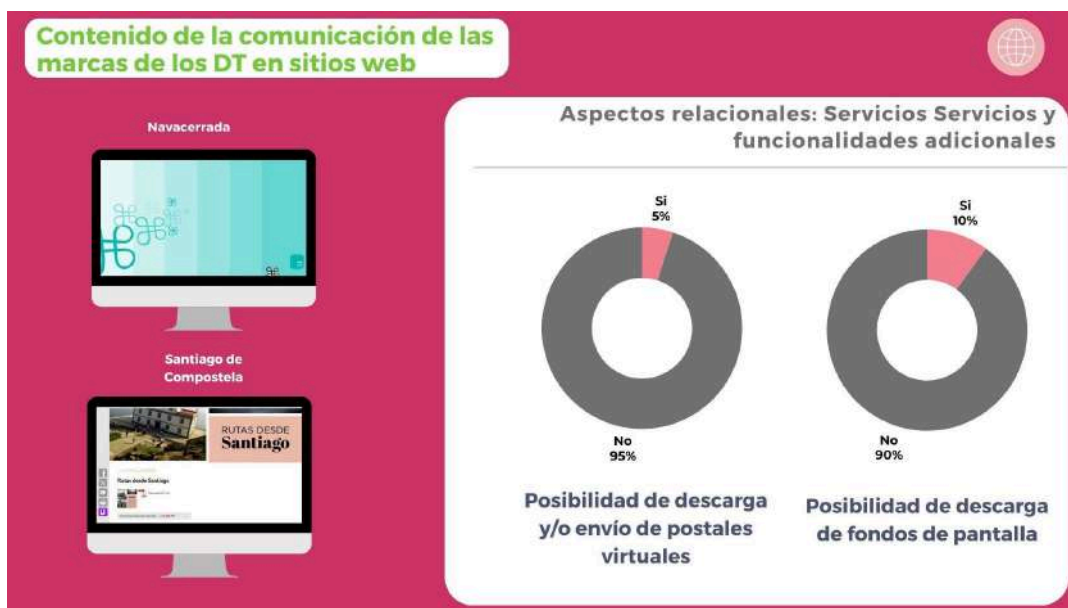 Contenido de la comunicación de las
marcas de los DT en sitios web
Navacerrada
Santiago de
Compostela
RUTAS DESDE
Santiago
Rutas desde Santiago
Aspectos relacionales: Servicios Servicios y
funcionalidades adicionales
Si
5%
No
95%
Posibilidad de descarga
y/o envío de postales
virtuales
Si
10%
No
90%
Posibilidad de descarga
de fondos de pantalla